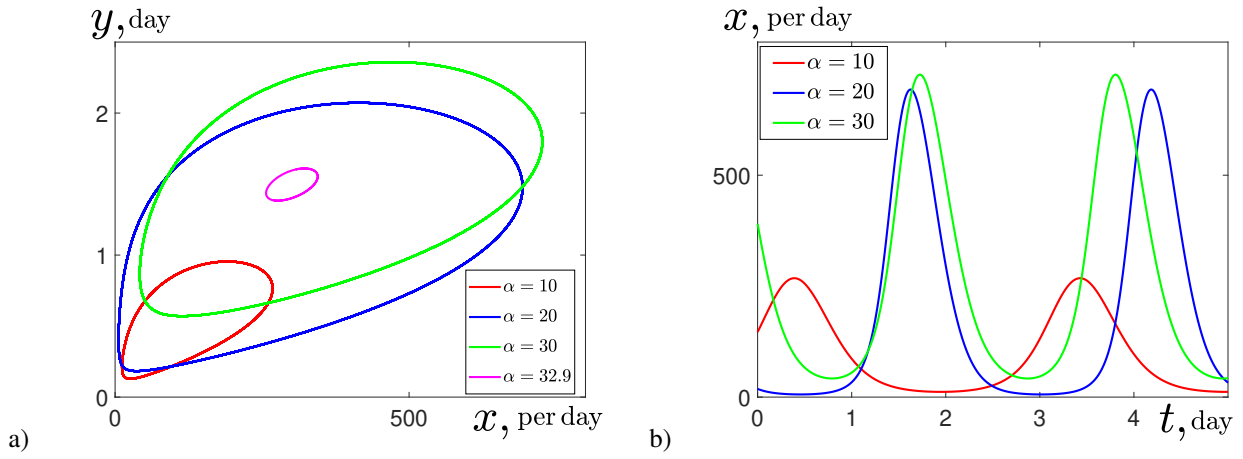 y, day
2
1
0
0
500
x, per day
α = 10
α = 20
α = 30
α = 32.9
a)
x, per day
500
0
0
1
2
3
4
t, day
α = 10
α = 20
α = 30
b)